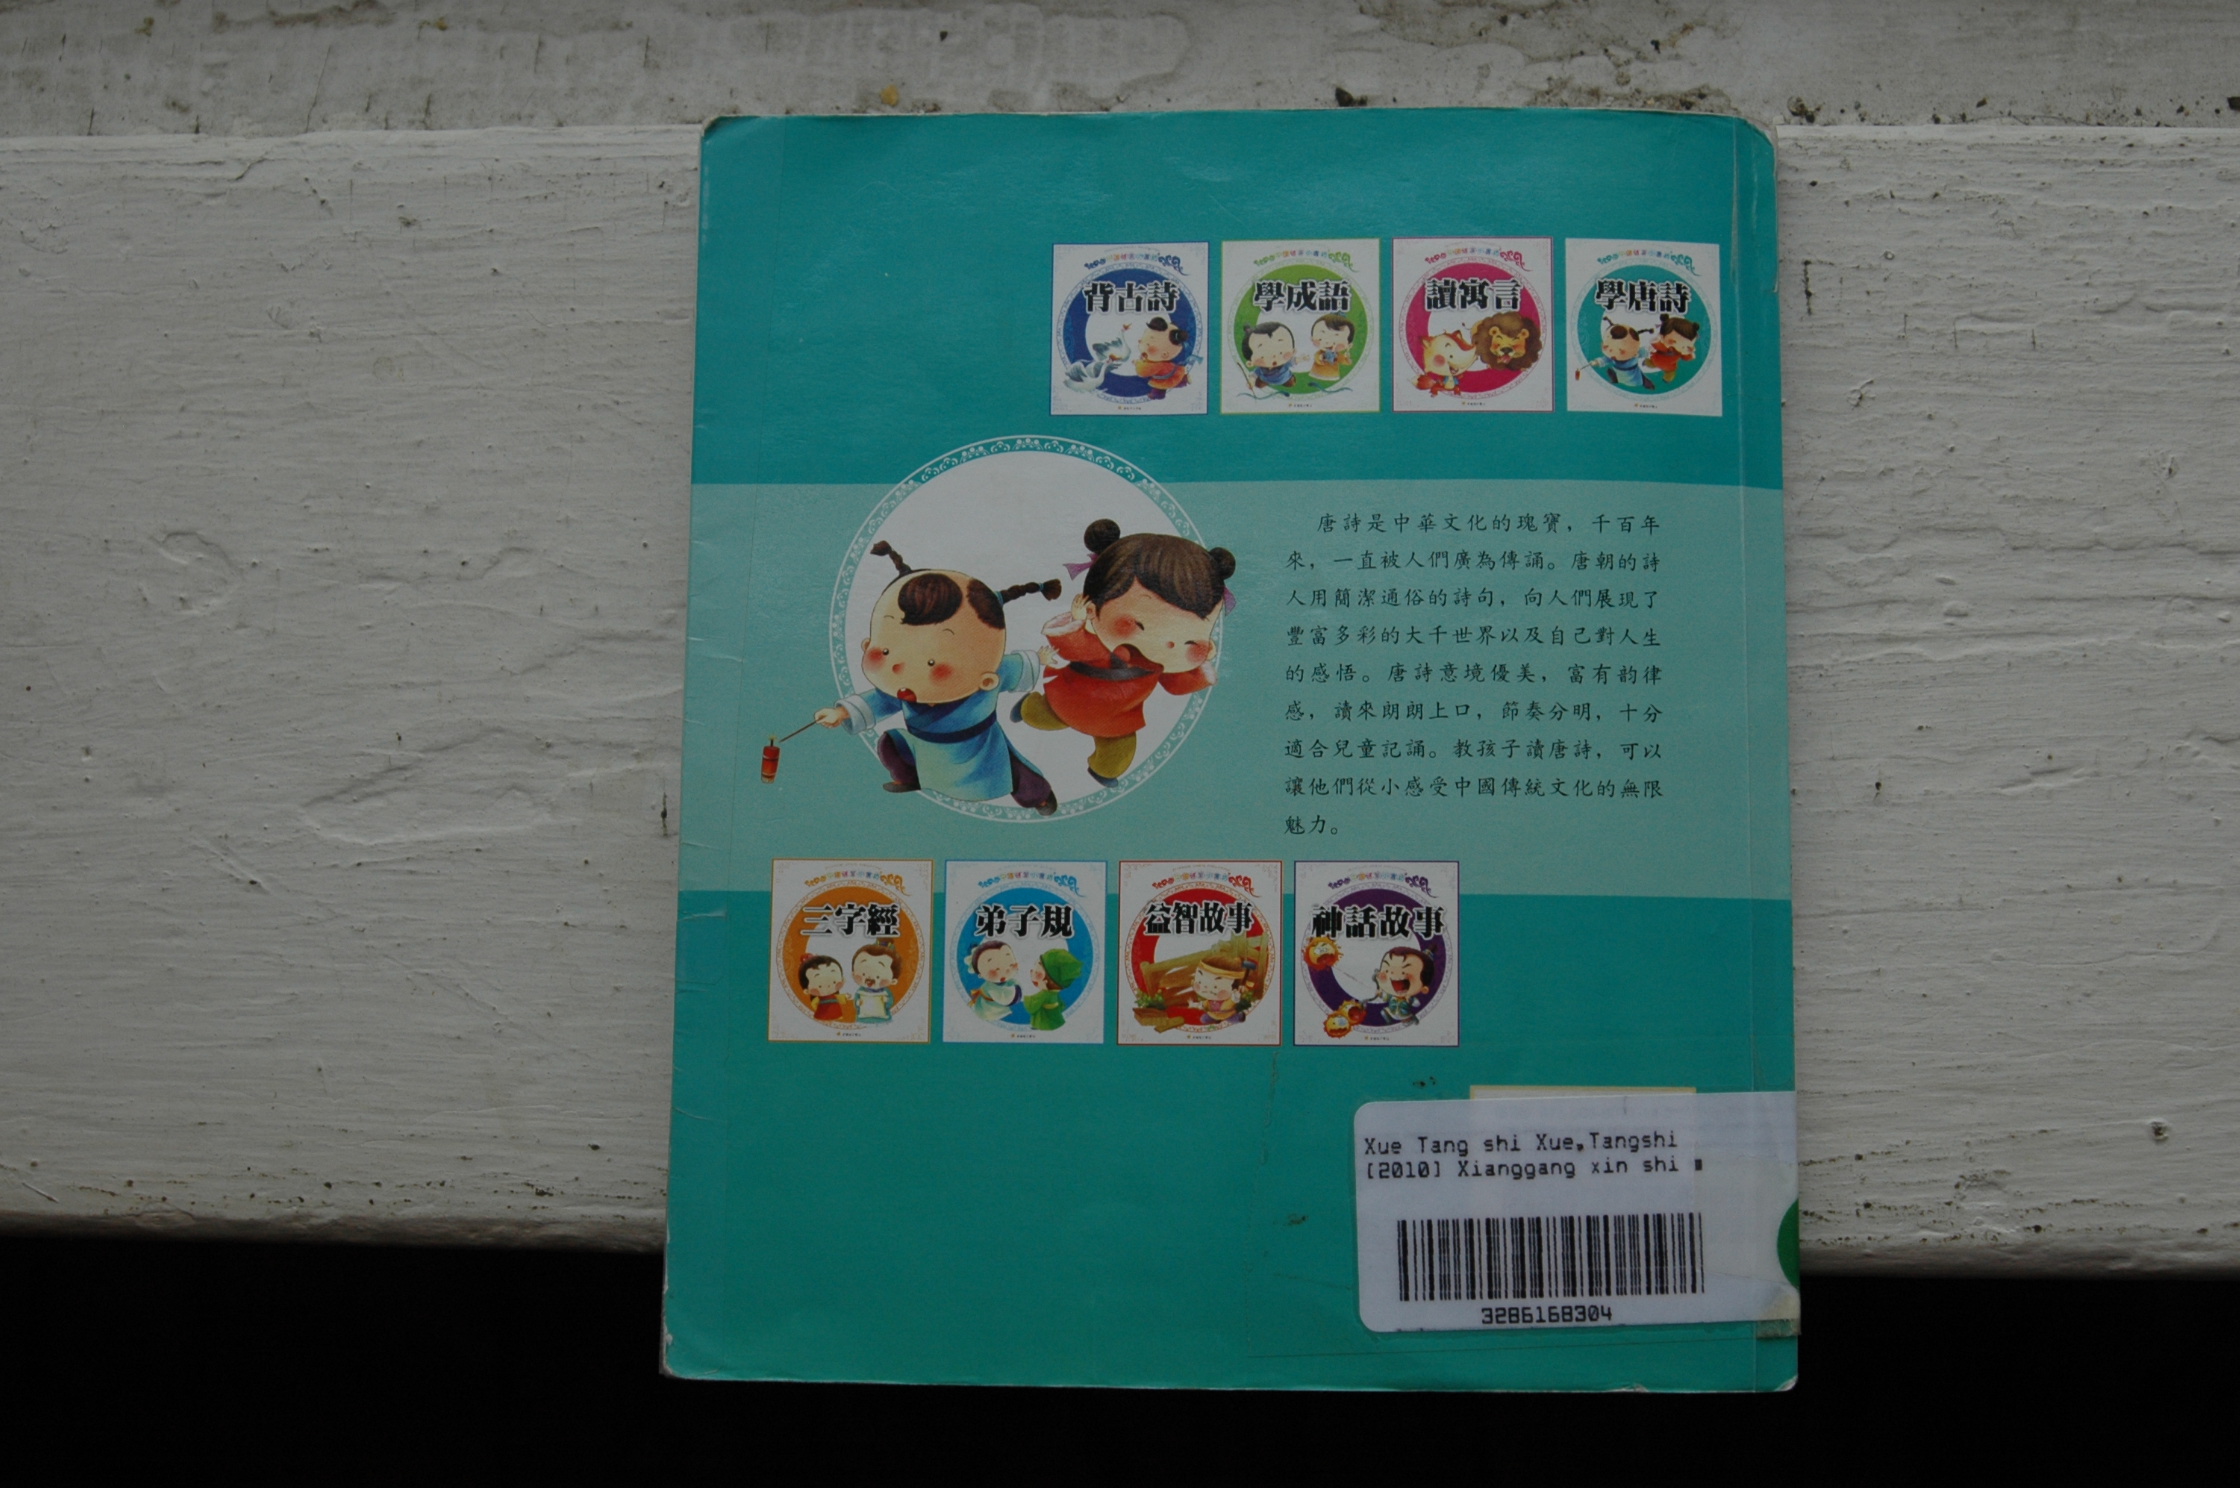 背古詩
學成語
讀寓言
學唐詩
唐詩是中華文化的瑰寶，千百年
來，一直被人們廣為傳誦。唐朝的詩
人用簡潔通俗的詩句，向人們展現了
豐富多彩的大千世界以及自己對人生
的感悟。唐詩意境優美，富有韵律
感，讀來朗朗上口，節奏分明，十分
適合兒童記誦。教孩子讀唐詩，可以
讓他們從小感受中國傳統文化的無限
魅力。
三字經
弟子規
益智故事
神話故事
Xue Tang shi Xue Tangshi
[2010] Xianggang xin shi
3286168304